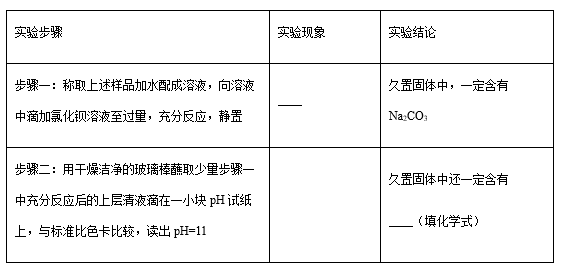 实验步骤
实验现象
实验结论
步骤一：称取上述样品加水配成溶液，向溶液
中滴加氯化钡溶液至过量，充分反应，静置
____
久置固体中，一定含有
Na₂CO₃
步骤二：用干燥洁净的玻璃棒蘸取少量步骤一
中充分反应后的上层清液滴在一小块 pH 试纸
上，与标准比色卡比较，读出 pH=11
久置固体中还一定含有
____（填化学式）